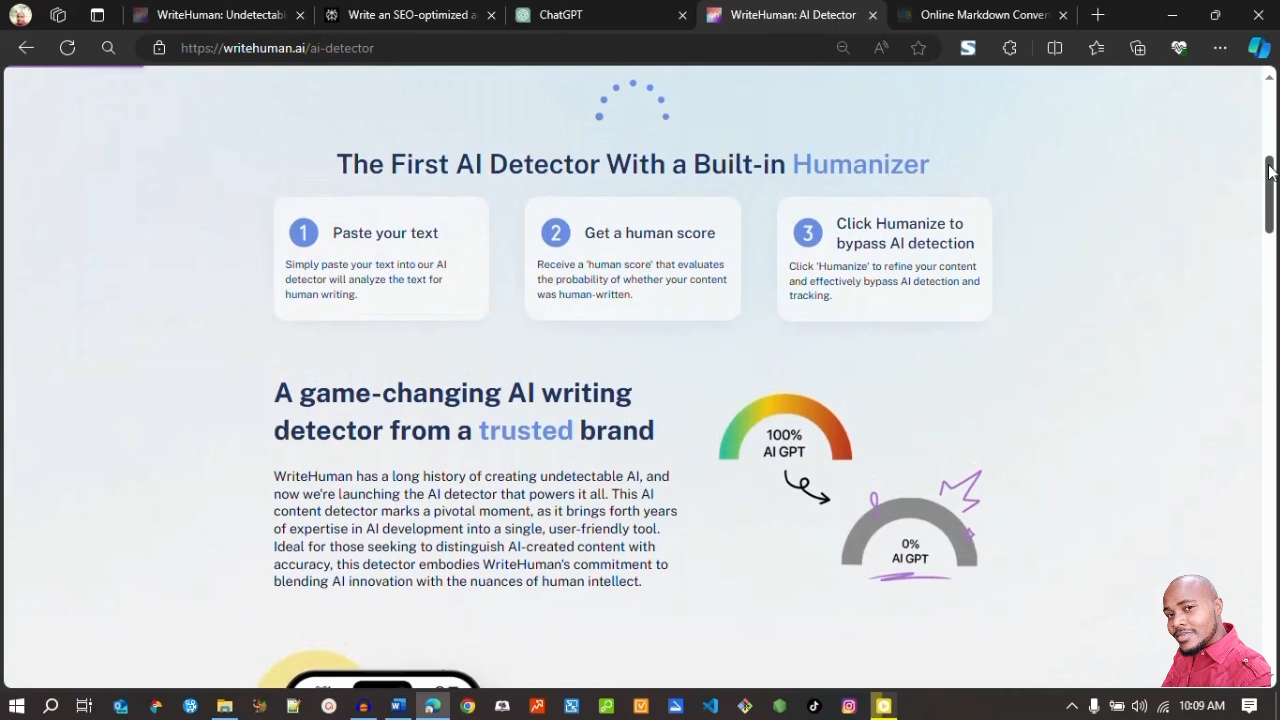 WriteHuman: Undetectabl
Write an SEO-optimized a
ChatGPT
WriteHuman: AI Detector
Online Markdown Conver
https://writehuman.ai/ai-detector
The First AI Detector With a Built-in Humanizer
1 Paste your text
Simply paste your text into our AI
detector will analyze the text for
human writing.
2 Get a human score
Receive a 'human score' that evaluates
the probability of whether your content
was human-written.
3 Click Humanize to
bypass AI detection
Click 'Humanize' to refine your content
and effectively bypass AI detection and
tracking.
A game-changing AI writing
detector from a trusted brand
WriteHuman has a long history of creating undetectable AI, and
now we're launching the AI detector that powers it all. This AI
content detector marks a pivotal moment, as it brings forth years
of expertise in AI development into a single, user-friendly tool.
Ideal for those seeking to distinguish AI-created content with
accuracy, this detector embodies WriteHuman's commitment to
blending AI innovation with the nuances of human intellect.
100%
AI GPT
0%
AI GPT
10:09 AM